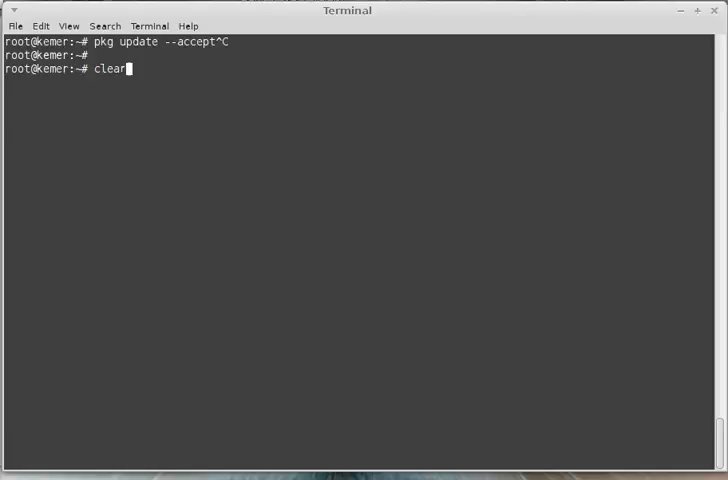 Terminal
File Edit View Search Terminal Help
root@kemer:~# pkg update --accept^C
root@kemer:~#
root@kemer:~# clear